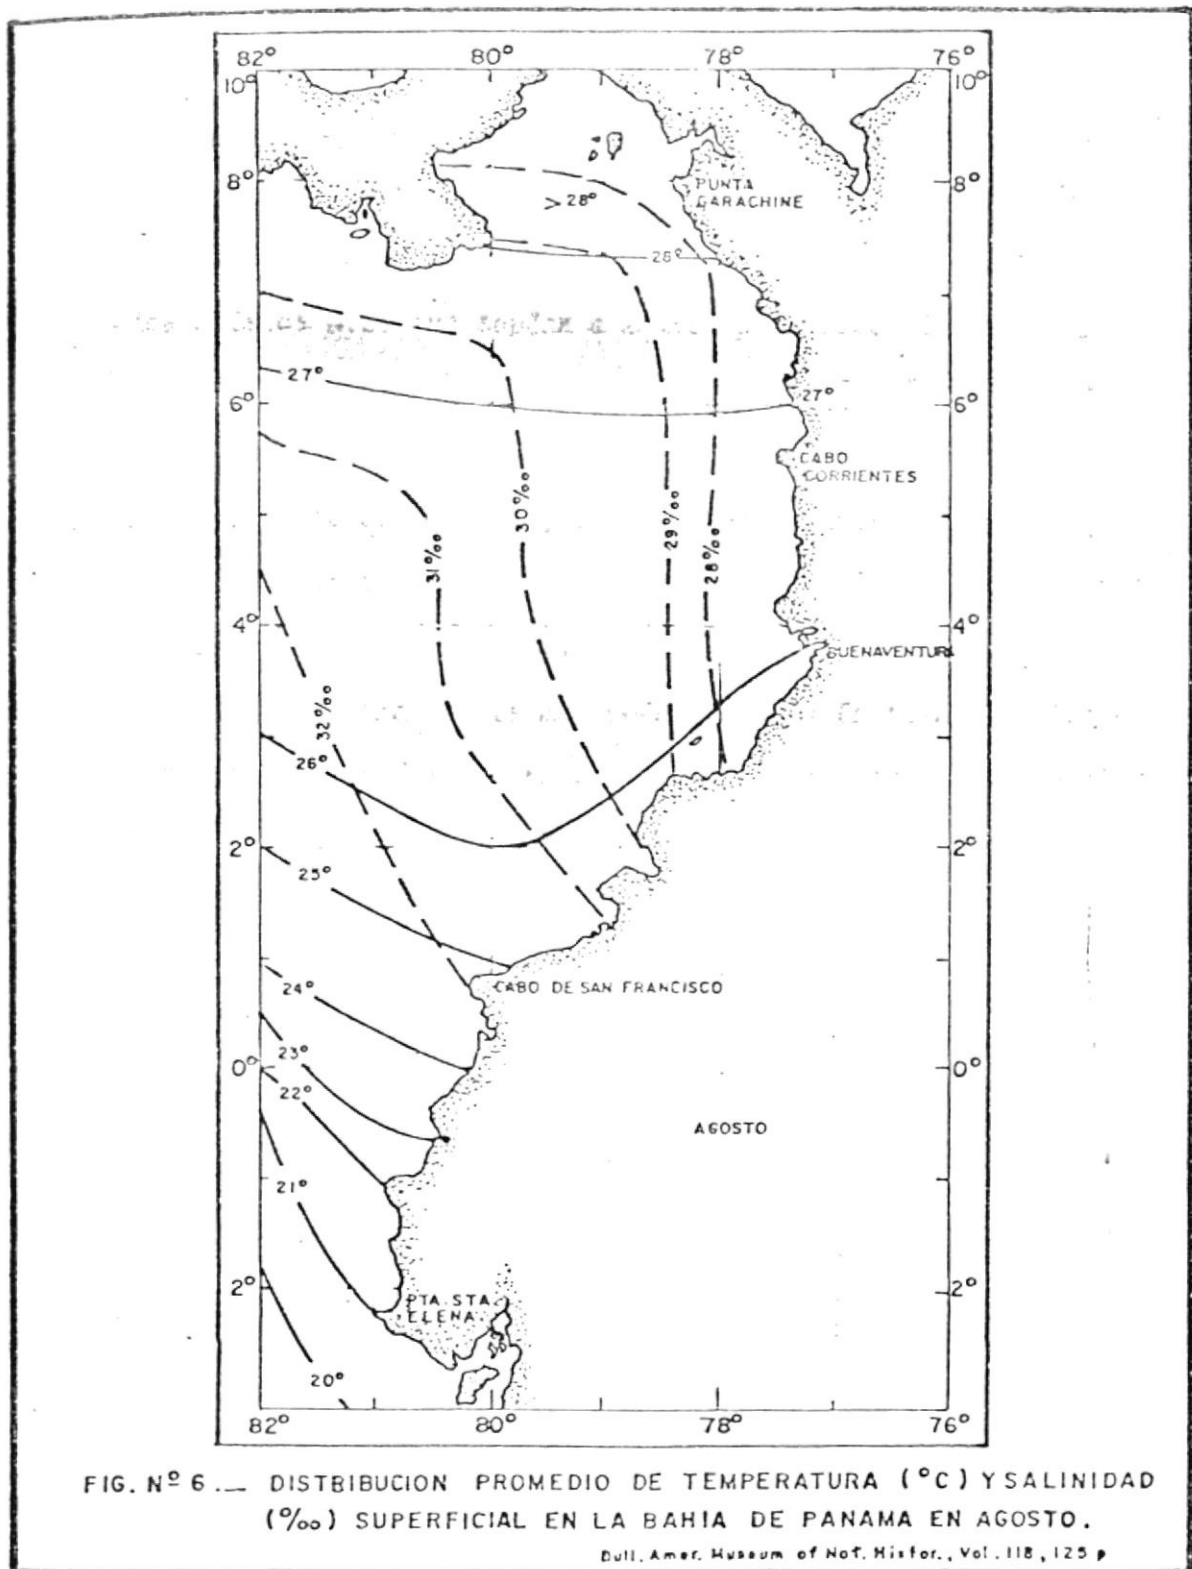 82° 80° 78° 76°
10° 10°
8° 8°
PUNTA
GARACHINE
> 28°
28°
27° 27°
6° 6°
CABO
CORRIENTES
30‰
29‰
28‰
31‰
4° 4°
BUENAVENTURA
32‰
26°
2° 2°
25°
CABO DE SAN FRANCISCO
24°
23°
0° 0°
22°
AGOSTO
21°
2° 2°
PTA. STA.
ELENA
20°
82° 80° 78° 76°
FIG. Nº 6.— DISTRIBUCION PROMEDIO DE TEMPERATURA (°C) Y SALINIDAD
(‰) SUPERFICIAL EN LA BAHIA DE PANAMA EN AGOSTO.
Bull. Amer. Museum of Nat. Histor., Vol. 118, 125 p